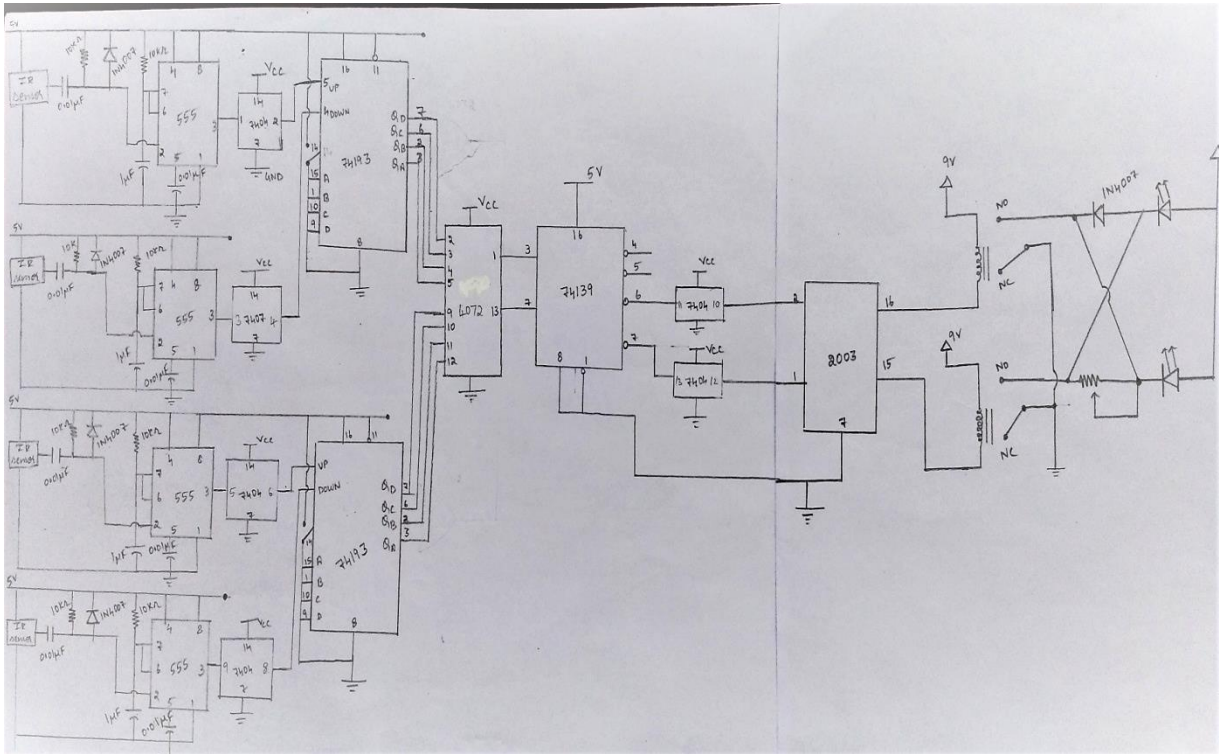 5V
IR
sensor
0.01µF
10KΩ
1N4007
10KΩ
4
8
7
6
555
3
2
5
1
1µF
0.01µF
VCC
14
1
7404
2
7
GND
16
11
5
UP
4
DOWN
74193
14
15
A
1
B
10
C
9
D
8
QD
7
QC
6
QB
2
QA
3
5V
IR
sensor
0.01µF
10K
1N4007
10KΩ
4
8
7
6
555
3
2
5
1
1µF
0.01µF
VCC
14
3
7407
4
7
5V
IR
sensor
0.01µF
10KΩ
1N4007
10KΩ
4
8
7
6
555
3
2
5
1
1µF
0.01µF
VCC
14
5
7404
6
7
16
11
UP
DOWN
74193
14
15
A
1
B
10
C
9
D
8
QD
7
QC
6
QB
2
QA
3
5V
IR
sensor
0.01µF
10KΩ
1N4007
10KΩ
4
8
7
6
555
3
2
5
1
1µF
0.01µF
VCC
14
9
7404
8
7
VCC
2
3
4
5
1
4072
13
9
10
11
12
5V
16
3
7
74139
4
5
6
7
8
1
VCC
11
7404
10
VCC
13
7404
12
2
1
2003
16
15
7
9V
NO
NC
1N4007
9V
NO
NC